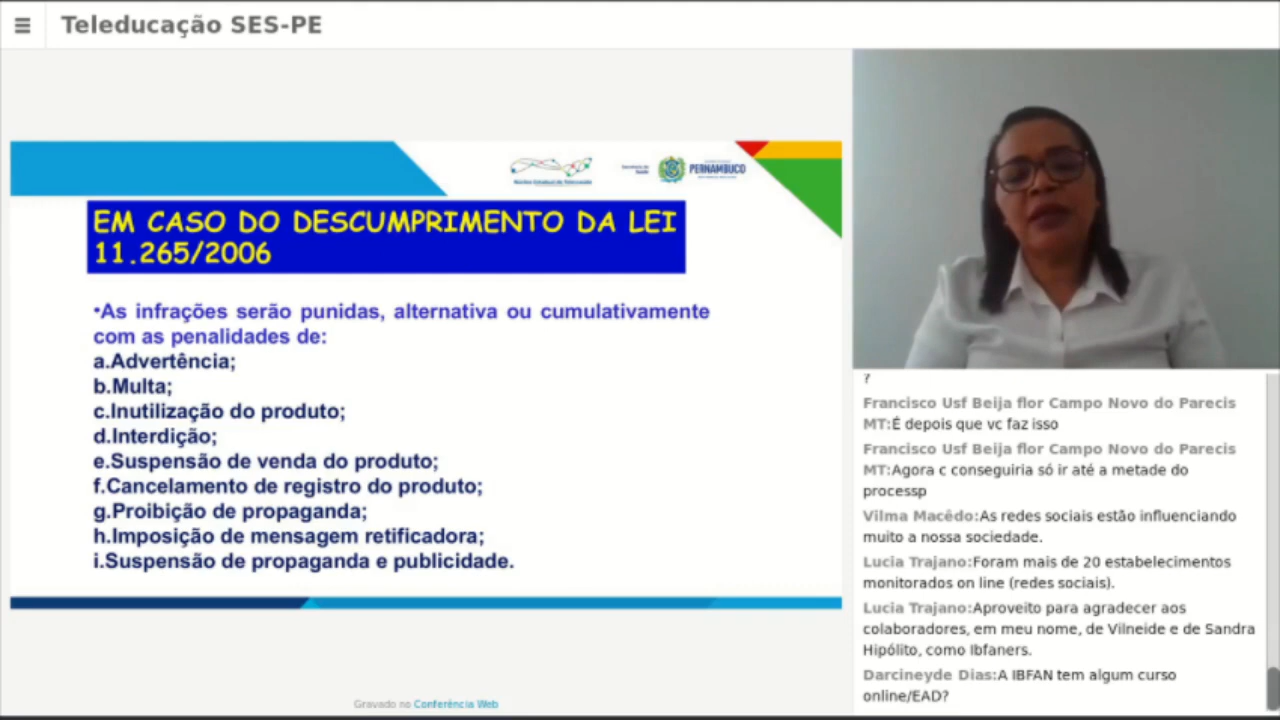 Teleducação SES-PE
Núcleo Estadual de Telessaúde
Secretaria de
Saúde
PERNAMBUCO
EM CASO DO DESCUMPRIMENTO DA LEI
11.265/2006
•As infrações serão punidas, alternativa ou cumulativamente
com as penalidades de:
a.Advertência;
b.Multa;
c.Inutilização do produto;
d.Interdição;
e.Suspensão de venda do produto;
f.Cancelamento de registro do produto;
g.Proibição de propaganda;
h.Imposição de mensagem retificadora;
i.Suspensão de propaganda e publicidade.
Gravado no Conferência Web
?
Francisco Usf Beija flor Campo Novo do Parecis
MT:É depois que vc faz isso
Francisco Usf Beija flor Campo Novo do Parecis
MT:Agora c conseguiria só ir até a metade do
processp
Vilma Macêdo:As redes sociais estão influenciando
muito a nossa sociedade.
Lucia Trajano:Foram mais de 20 estabelecimentos
monitorados on line (redes sociais).
Lucia Trajano:Aproveito para agradecer aos
colaboradores, em meu nome, de Vilneide e de Sandra
Hipólito, como Ibfaners.
Darcineyde Dias:A IBFAN tem algum curso
online/EAD?